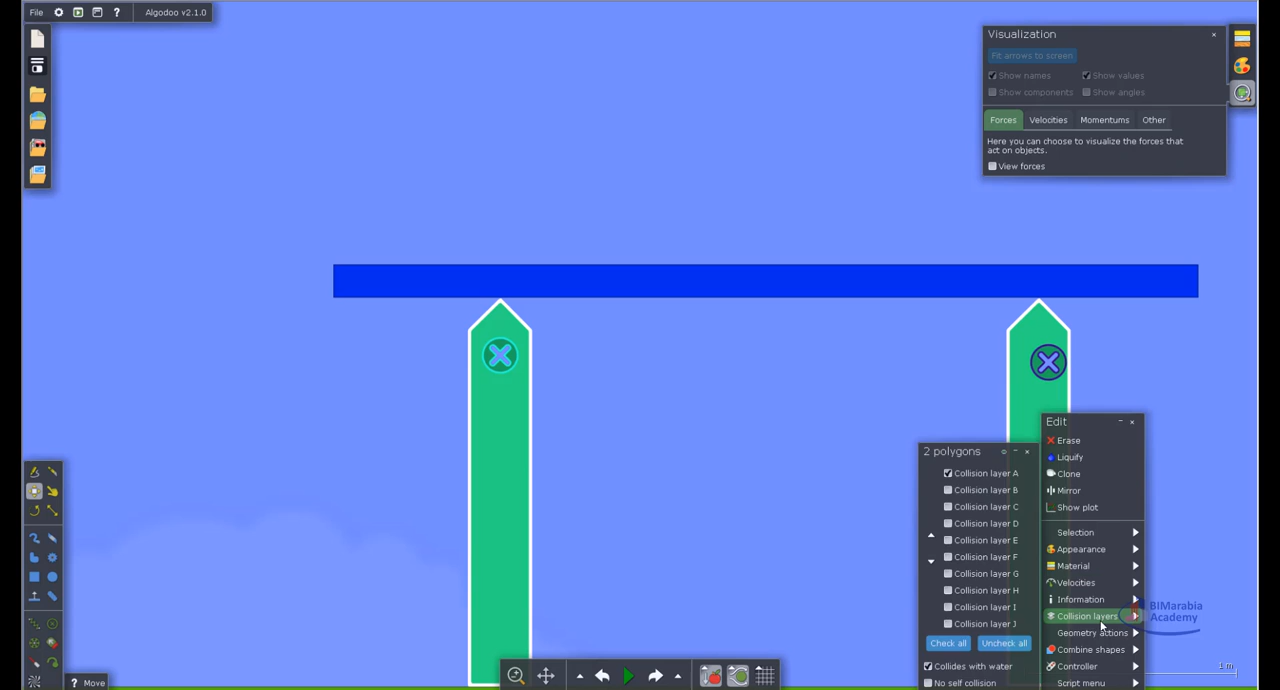 File ? Algodoo v2.1.0
Visualization
Fit arrows to screen
Show names Show values
Show components Show angles
Forces Velocities Momentums Other
Here you can choose to visualize the forces that
act on objects.
View forces
Edit
Erase
Liquify
Clone
Mirror
Show plot
Selection
Appearance
Material
Velocities
Information
Collision layers
Geometry actions
Combine shapes
Controller
Script menu
2 polygons
Collision layer A
Collision layer B
Collision layer C
Collision layer D
Collision layer E
Collision layer F
Collision layer G
Collision layer H
Collision layer I
Collision layer J
Check all Uncheck all
Collides with water
No self collision
BIMarabia
Academy
1 m
? Move